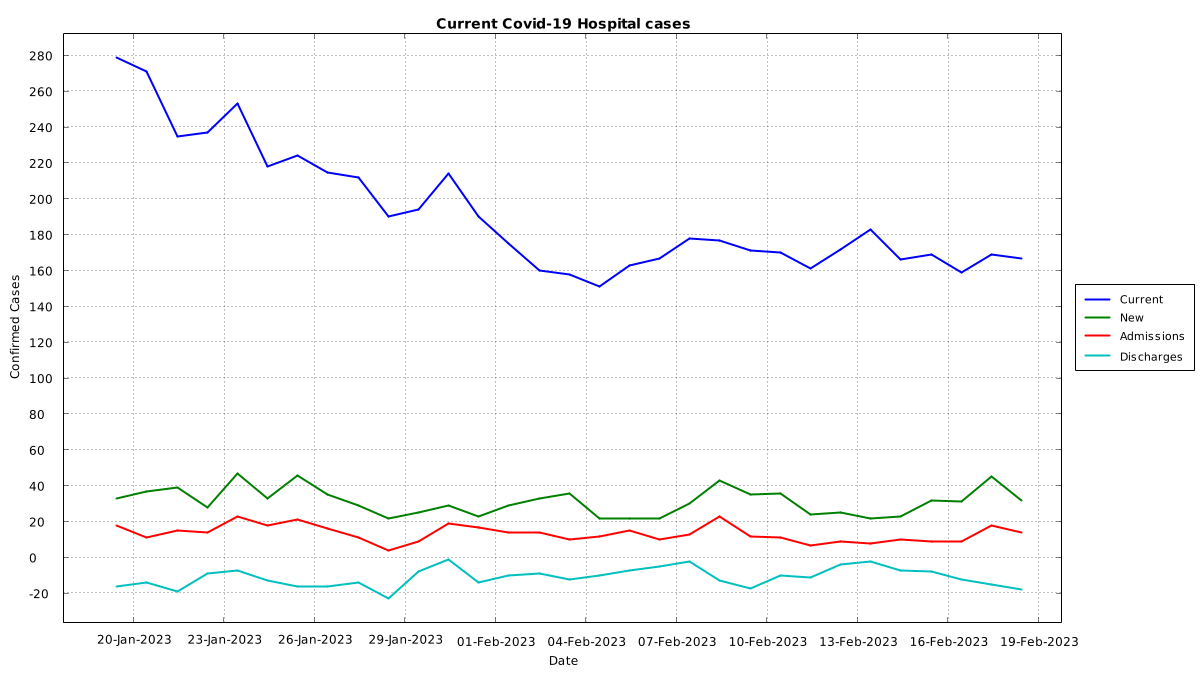 Current Covid-19 Hospital cases
280
260
240
220
200
180
160
140
120
100
80
60
40
20
0
-20
Confirmed Cases
20-Jan-2023 23-Jan-2023 26-Jan-2023 29-Jan-2023 01-Feb-2023 04-Feb-2023 07-Feb-2023 10-Feb-2023 13-Feb-2023 16-Feb-2023 19-Feb-2023
Date
Current
New
Admissions
Discharges